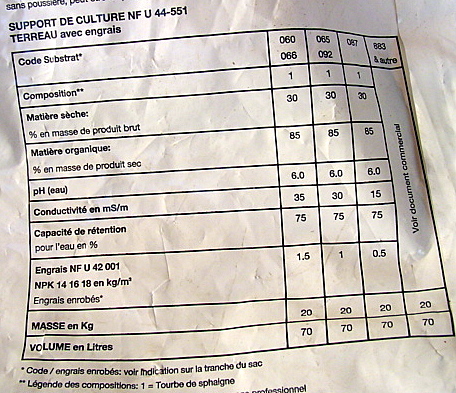 sans poussière,
SUPPORT DE CULTURE NF U 44-551
TERREAU avec engrais
Code Substrat* 060 066 065 092 067 883 & autre
Composition** 1 1 1
Matière sèche:
% en masse de produit brut 30 30 30
Matière organique: 85 85 85
% en masse de produit sec
pH (eau) 6.0 6.0 6.0
Conductivité en mS/m 35 30 15
Capacité de rétention 75 75 75
pour l'eau en %
Engrais NF U 42 001 1.5 1 0.5
NPK 14 16 18 en kg/m³
Engrais enrobés*
Voir document commercial
MASSE en Kg 20 20 20 20
VOLUME en Litres 70 70 70 70
* Code / engrais enrobés: voir indication sur la tranche du sac
** Légende des compositions: 1 = Tourbe de sphaigne
professionnel